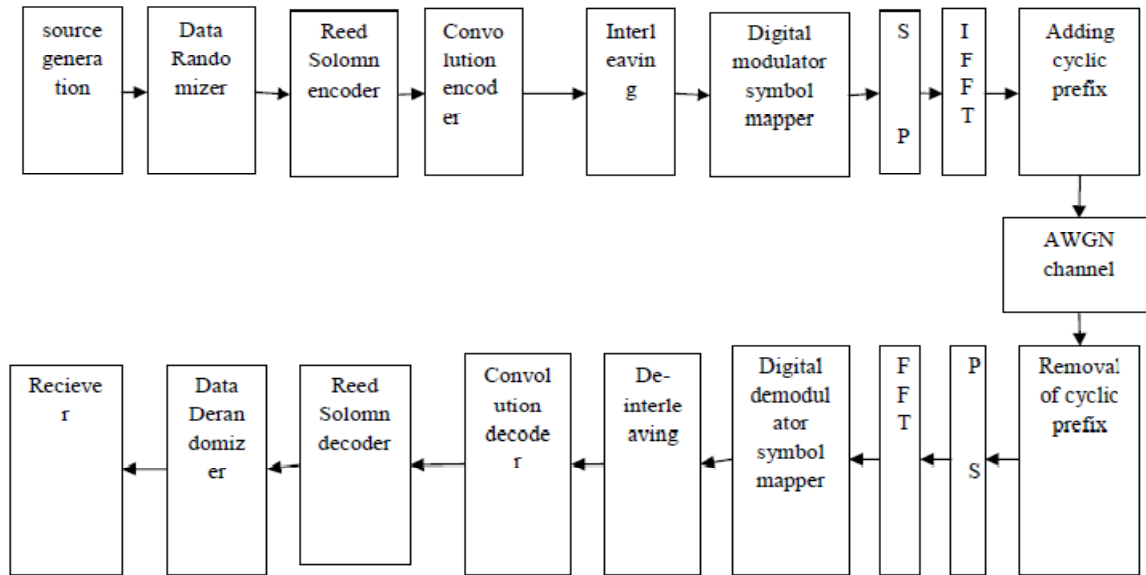 source
genera
tion
Data
Rando
mizer
Reed
Solomn
encoder
Convo
lution
encod
er
Interl
eavin
g
Digital
modulator
symbol
mapper
S
P
I
F
F
T
Adding
cyclic
prefix
AWGN
channel
Removal
of cyclic
prefix
P
S
F
F
T
Digital
demodul
ator
symbol
mapper
De-
interle
aving
Convol
ution
decode
r
Reed
Solomn
decoder
Data
Deran
domiz
er
Recieve
r